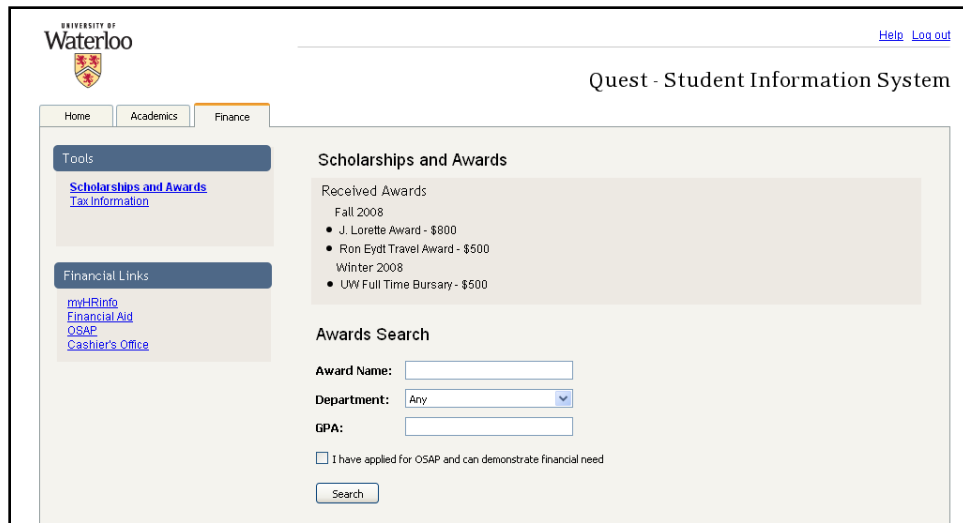 UNIVERSITY OF
Waterloo
Help Log out
Quest - Student Information System
Home Academics Finance
Tools
Scholarships and Awards
Tax Information
Financial Links
myHRinfo
Financial Aid
OSAP
Cashier's Office
Scholarships and Awards
Received Awards
Fall 2008
• J. Lorette Award - $800
• Ron Eydt Travel Award - $500
Winter 2008
• UW Full Time Bursary - $500
Awards Search
Award Name:
Department: Any
GPA:
I have applied for OSAP and can demonstrate financial need
Search